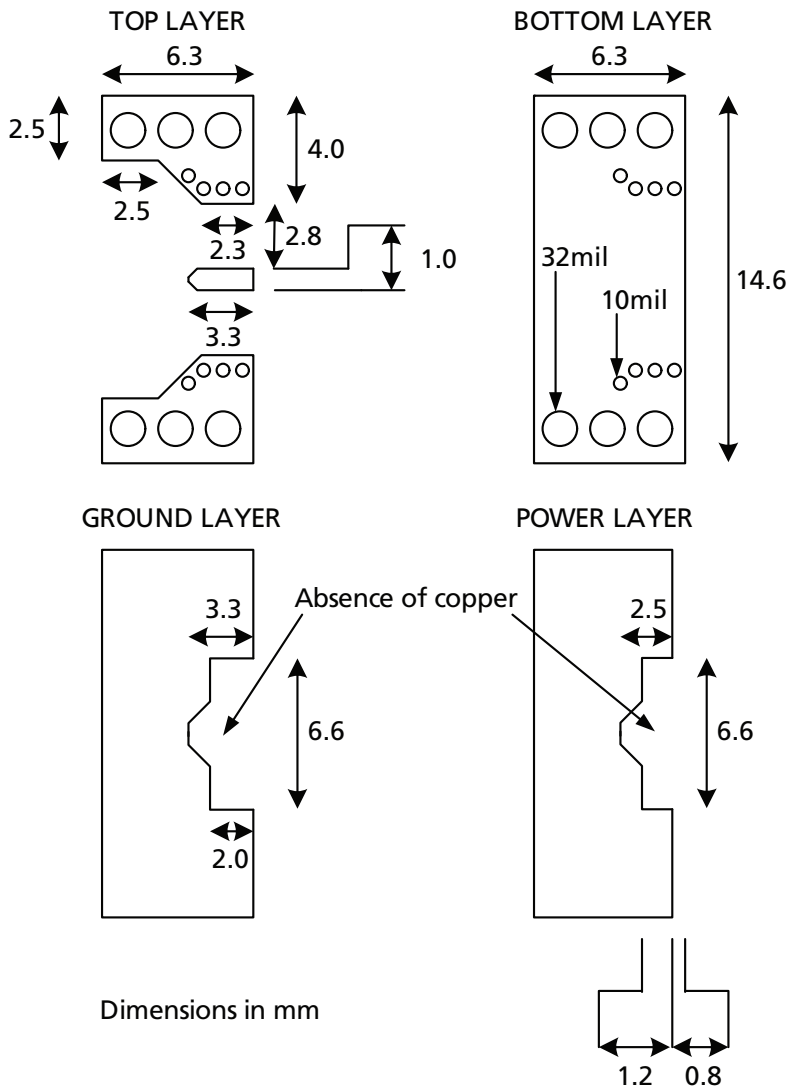 TOP LAYER
BOTTOM LAYER
6.3
6.3
2.5
4.0
2.5
2.3
2.8
1.0
3.3
32mil
10mil
14.6
GROUND LAYER
POWER LAYER
Absence of copper
3.3
2.5
6.6
6.6
2.0
Dimensions in mm
1.2
0.8